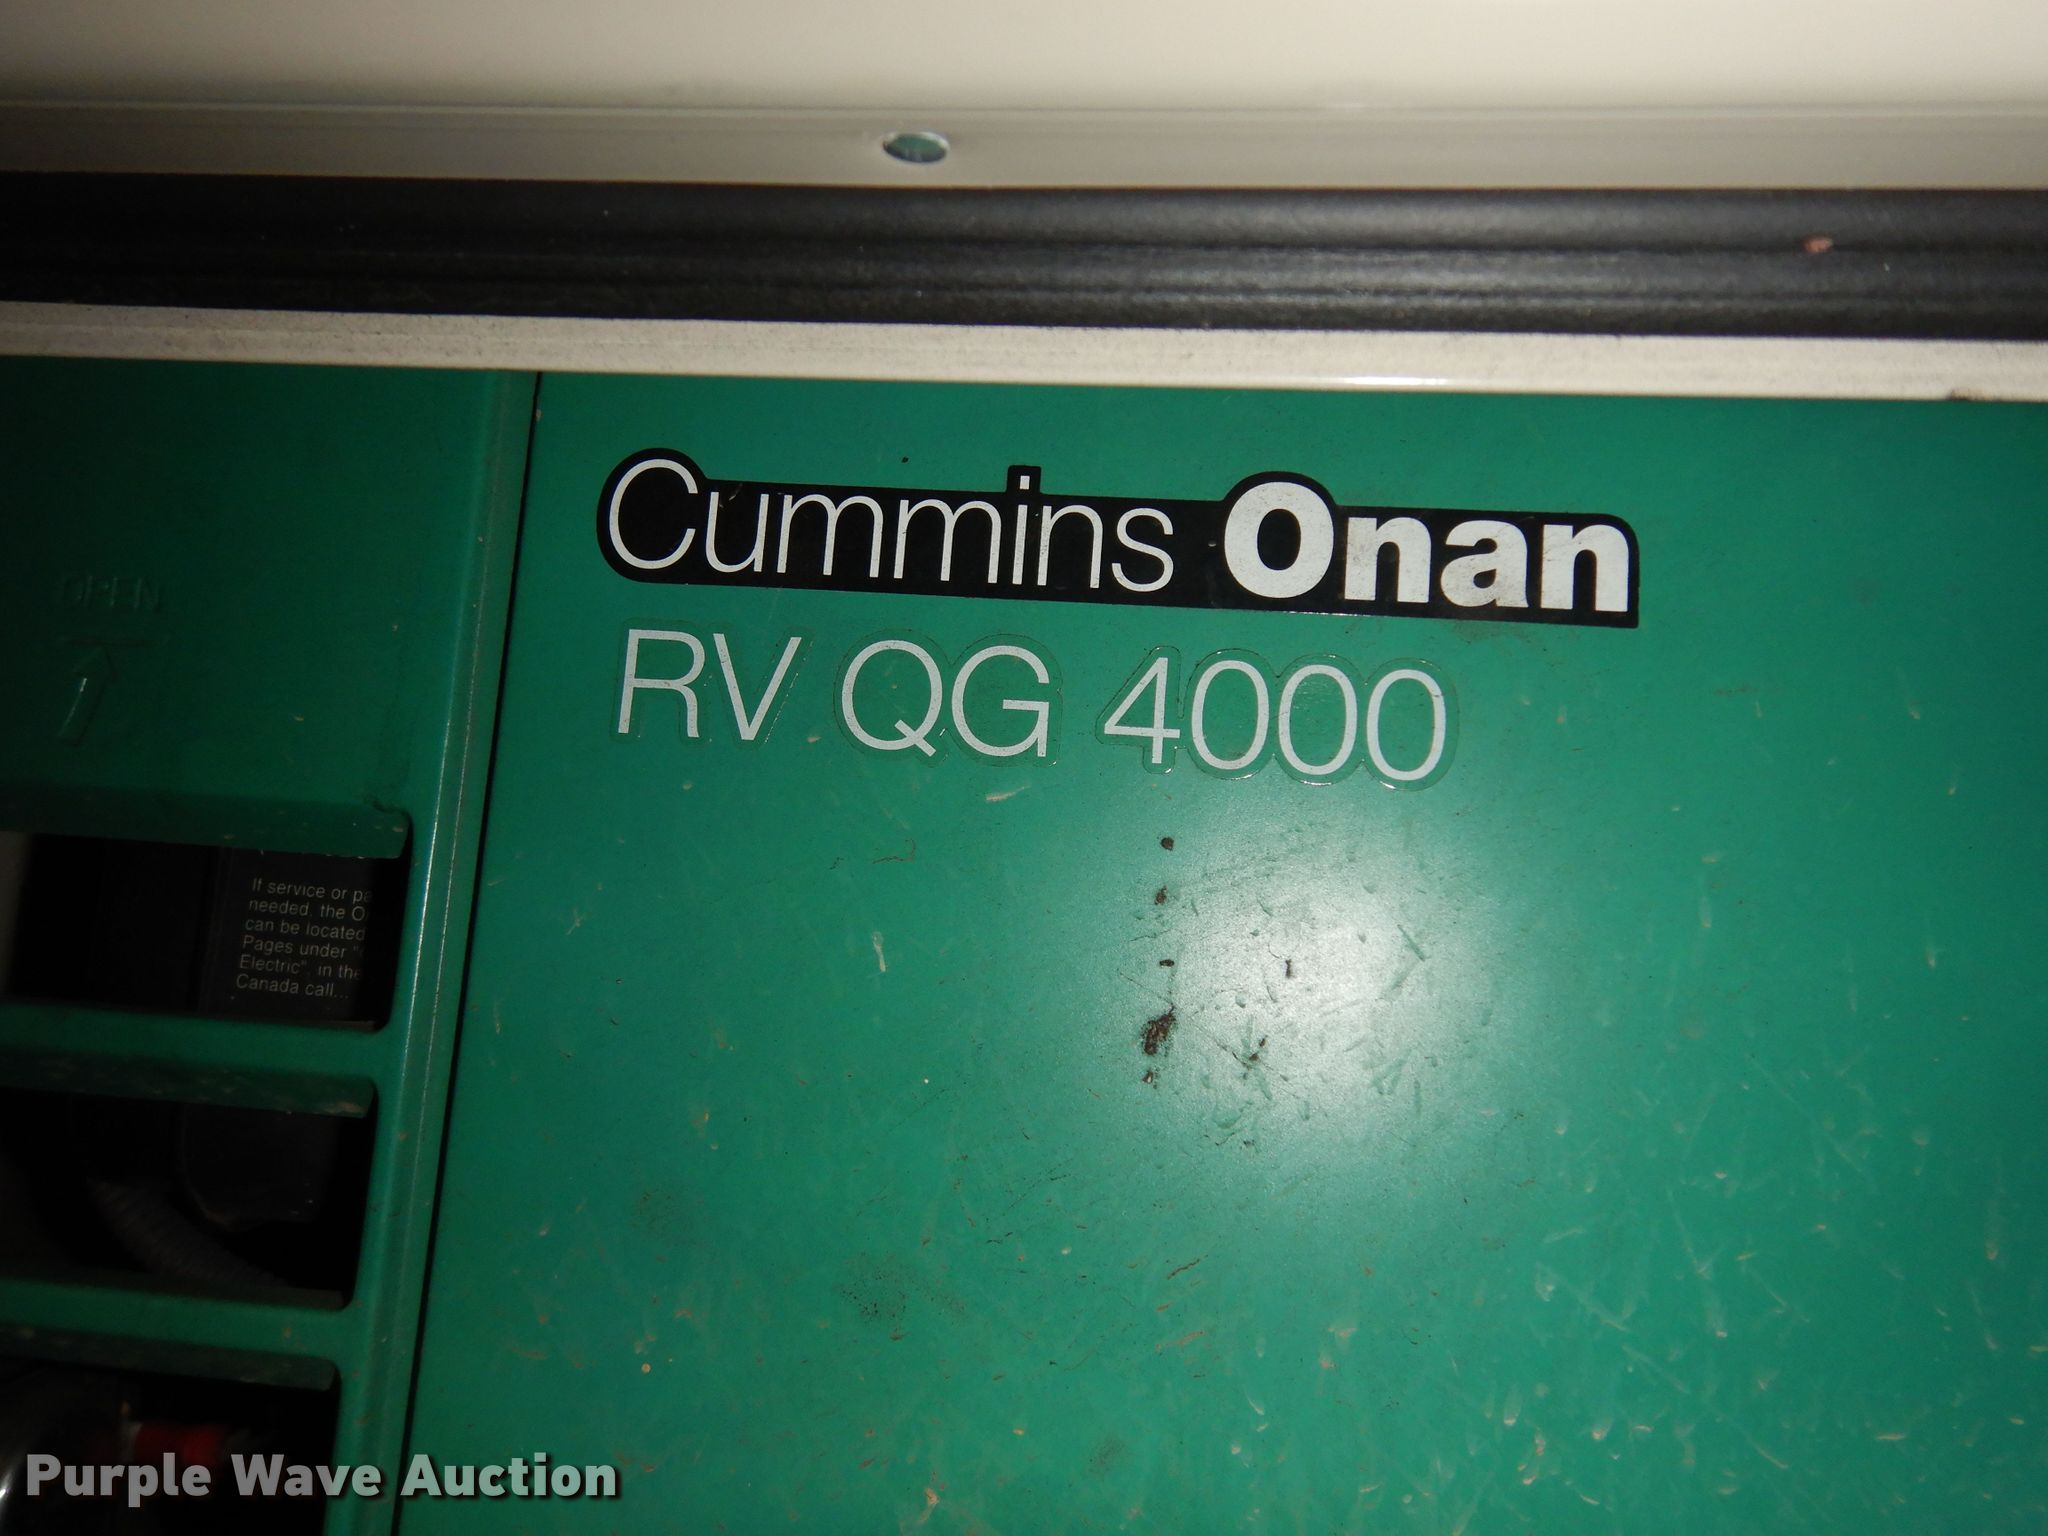 Cummins Onan
RV QG 4000
OPEN
If service or
needed, the
can be located
Pages under
Electric", in the
Canada call...
Purple Wave Auction